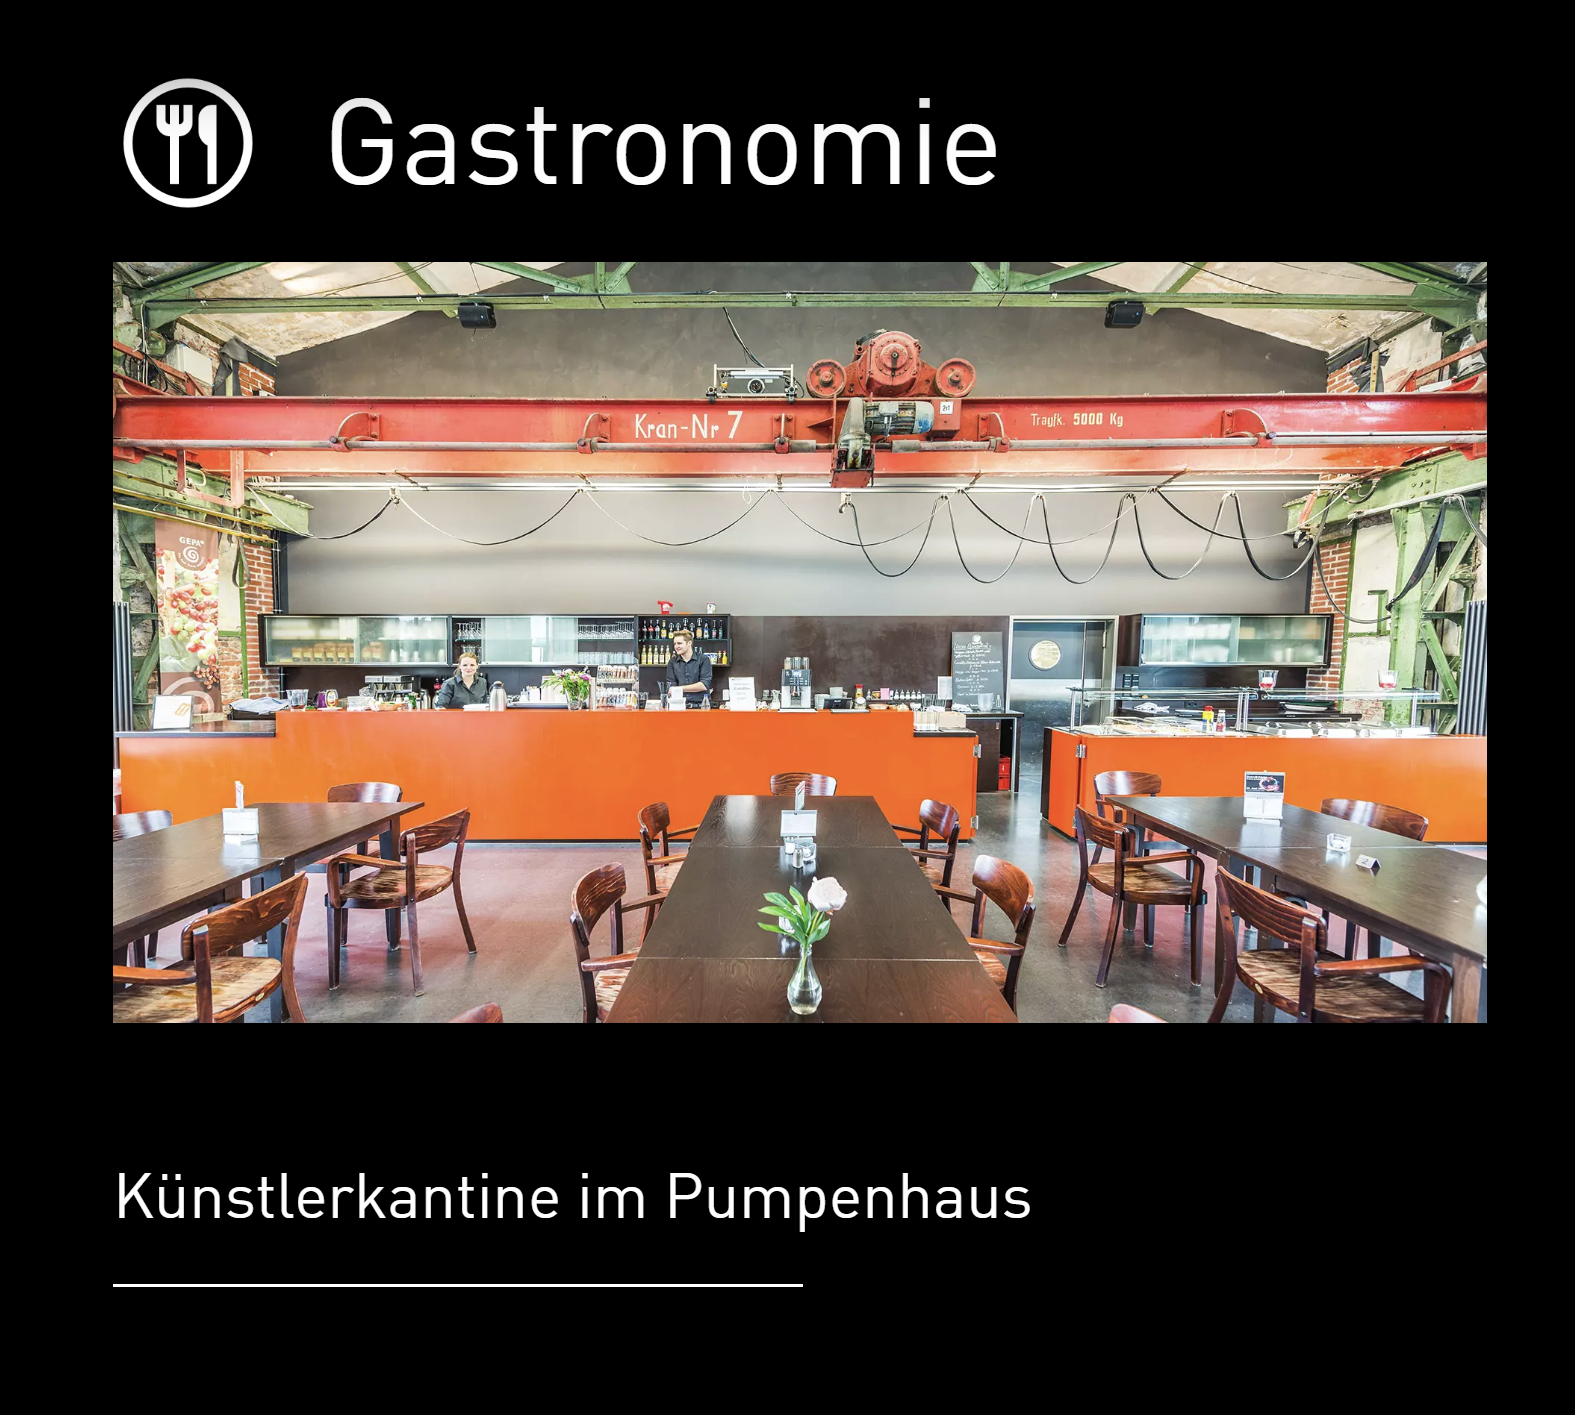 Gastronomie
Kran-Nr 7
Tragfk. 5000 Kg
GEPA
Künstlerkantine im Pumpenhaus